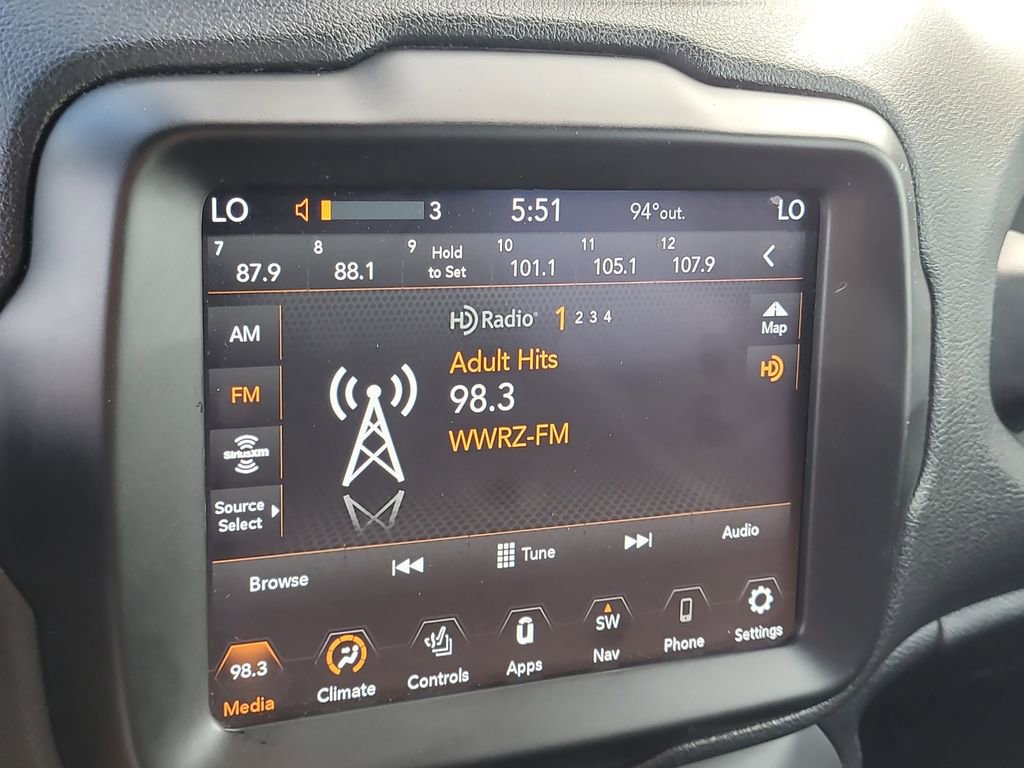 LO 3 5:51 94°out. LO
7 87.9 8 88.1 9 Hold to Set 10 101.1 11 105.1 12 107.9
HD Radio® 1 2 3 4
AM
FM
SiriusXM
Source
Select
Adult Hits
98.3
WWRZ-FM
Map
HD
Browse Tune Audio
98.3 SW
Media Climate Controls Apps Nav Phone Settings